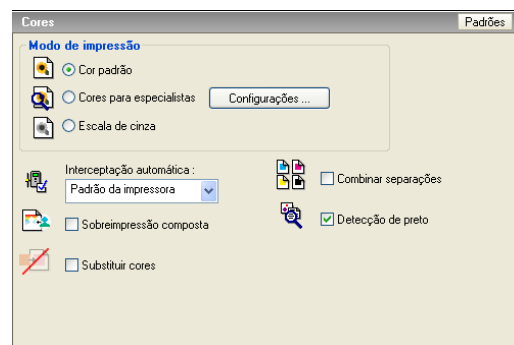 Cores
Padrões
Modo de impressão
Cor padrão
Cores para especialistas
Configurações ...
Escala de cinza
Interceptação automática :
Padrão da impressora
Combinar separações
Sobreimpressão composta
Detecção de preto
Substituir cores